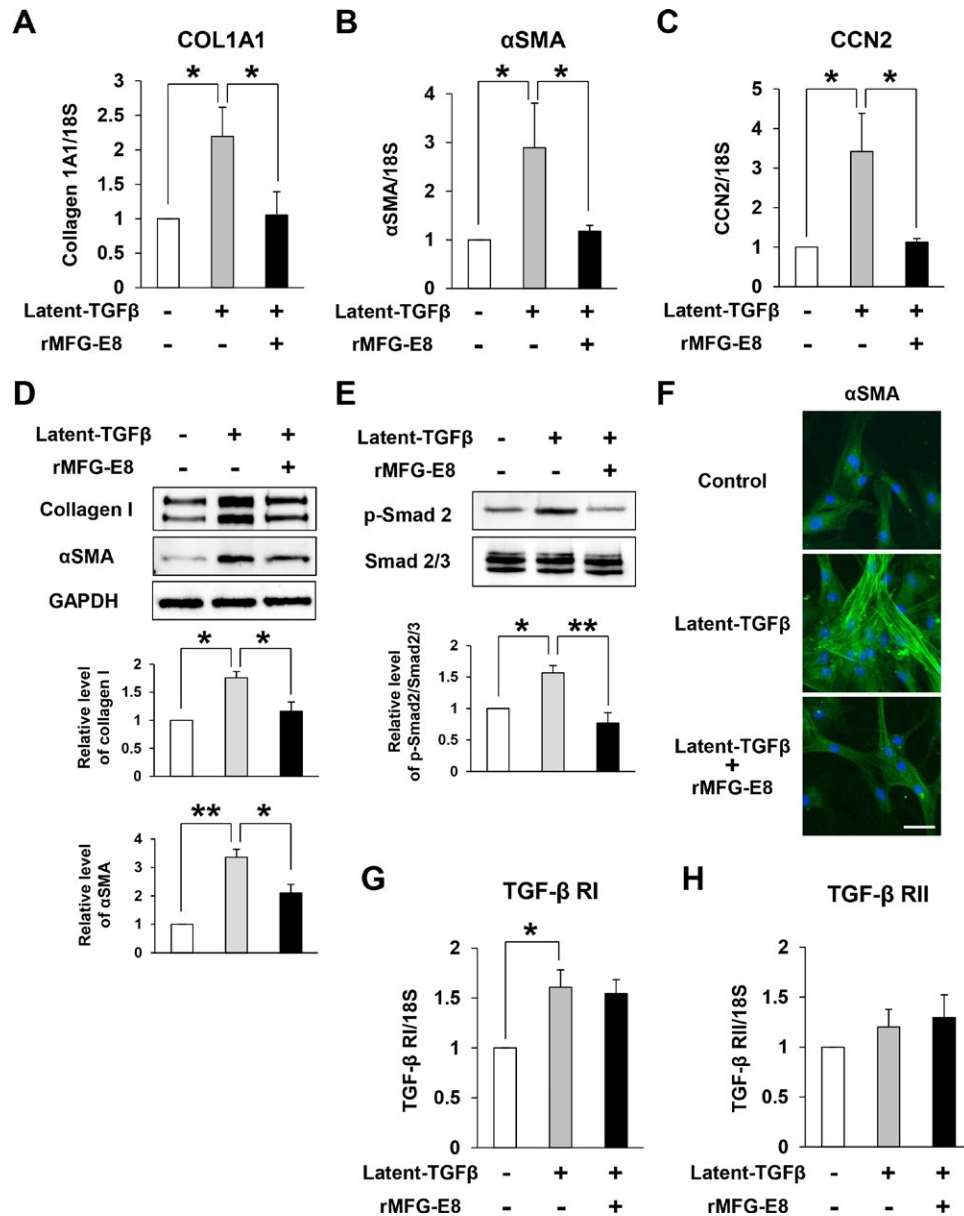 A
COL1A1
* *
Collagen 1A1/18S
3
2.5
2
1.5
1
0.5
0
Latent-TGFβ - + +
rMFG-E8 - - +
B
αSMA
* *
αSMA/18S
4
3
2
1
0
Latent-TGFβ - + +
rMFG-E8 - - +
C
CCN2
* *
CCN2/18S
5
4
3
2
1
0
Latent-TGFβ - + +
rMFG-E8 - - +
D
Latent-TGFβ - + +
rMFG-E8 - - +
Collagen I
αSMA
GAPDH
* *
Relative level
of collagen I
2
1.5
1
0.5
0
** *
Relative level
of αSMA
4
3
2
1
0
E
Latent-TGFβ - + +
rMFG-E8 - - +
p-Smad 2
Smad 2/3
* **
Relative level
of p-Smad2/Smad2/3
2
1.5
1
0.5
0
F
αSMA
Control
Latent-TGFβ
Latent-TGFβ
+
rMFG-E8
G
TGF-β RI
*
TGF-β RI/18S
2
1.5
1
0.5
0
Latent-TGFβ - + +
rMFG-E8 - - +
H
TGF-β RII
TGF-β RII/18S
2
1.5
1
0.5
0
Latent-TGFβ - + +
rMFG-E8 - - +